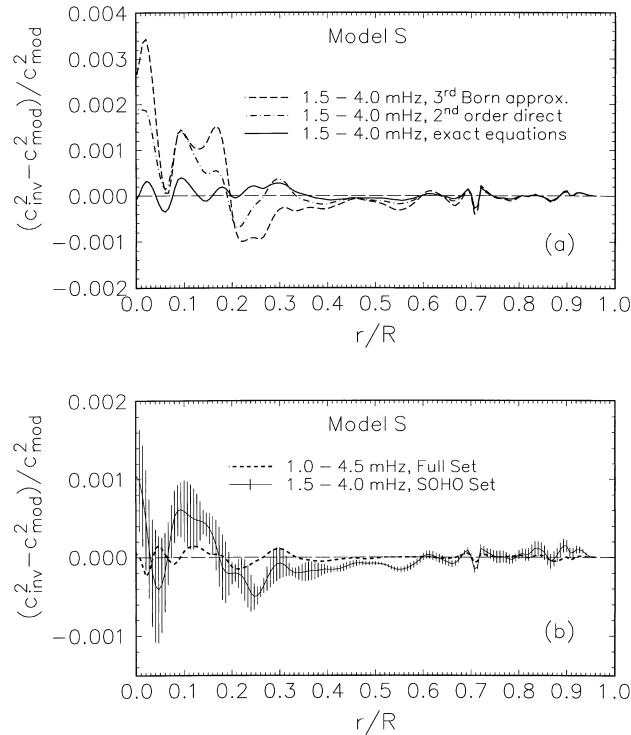 0.004
0.003
0.002
0.001
0.000
−0.001
−0.002
(c²inv−c²mod)/c²mod
Model S
1.5 − 4.0 mHz, 3rd Born approx.
1.5 − 4.0 mHz, 2nd order direct
1.5 − 4.0 mHz, exact equations
(a)
0.0 0.1 0.2 0.3 0.4 0.5 0.6 0.7 0.8 0.9 1.0
r/R
0.002
0.001
0.000
−0.001
(c²inv−c²mod)/c²mod
Model S
1.0 − 4.5 mHz, Full Set
1.5 − 4.0 mHz, SOHO Set
(b)
0.0 0.1 0.2 0.3 0.4 0.5 0.6 0.7 0.8 0.9 1.0
r/R